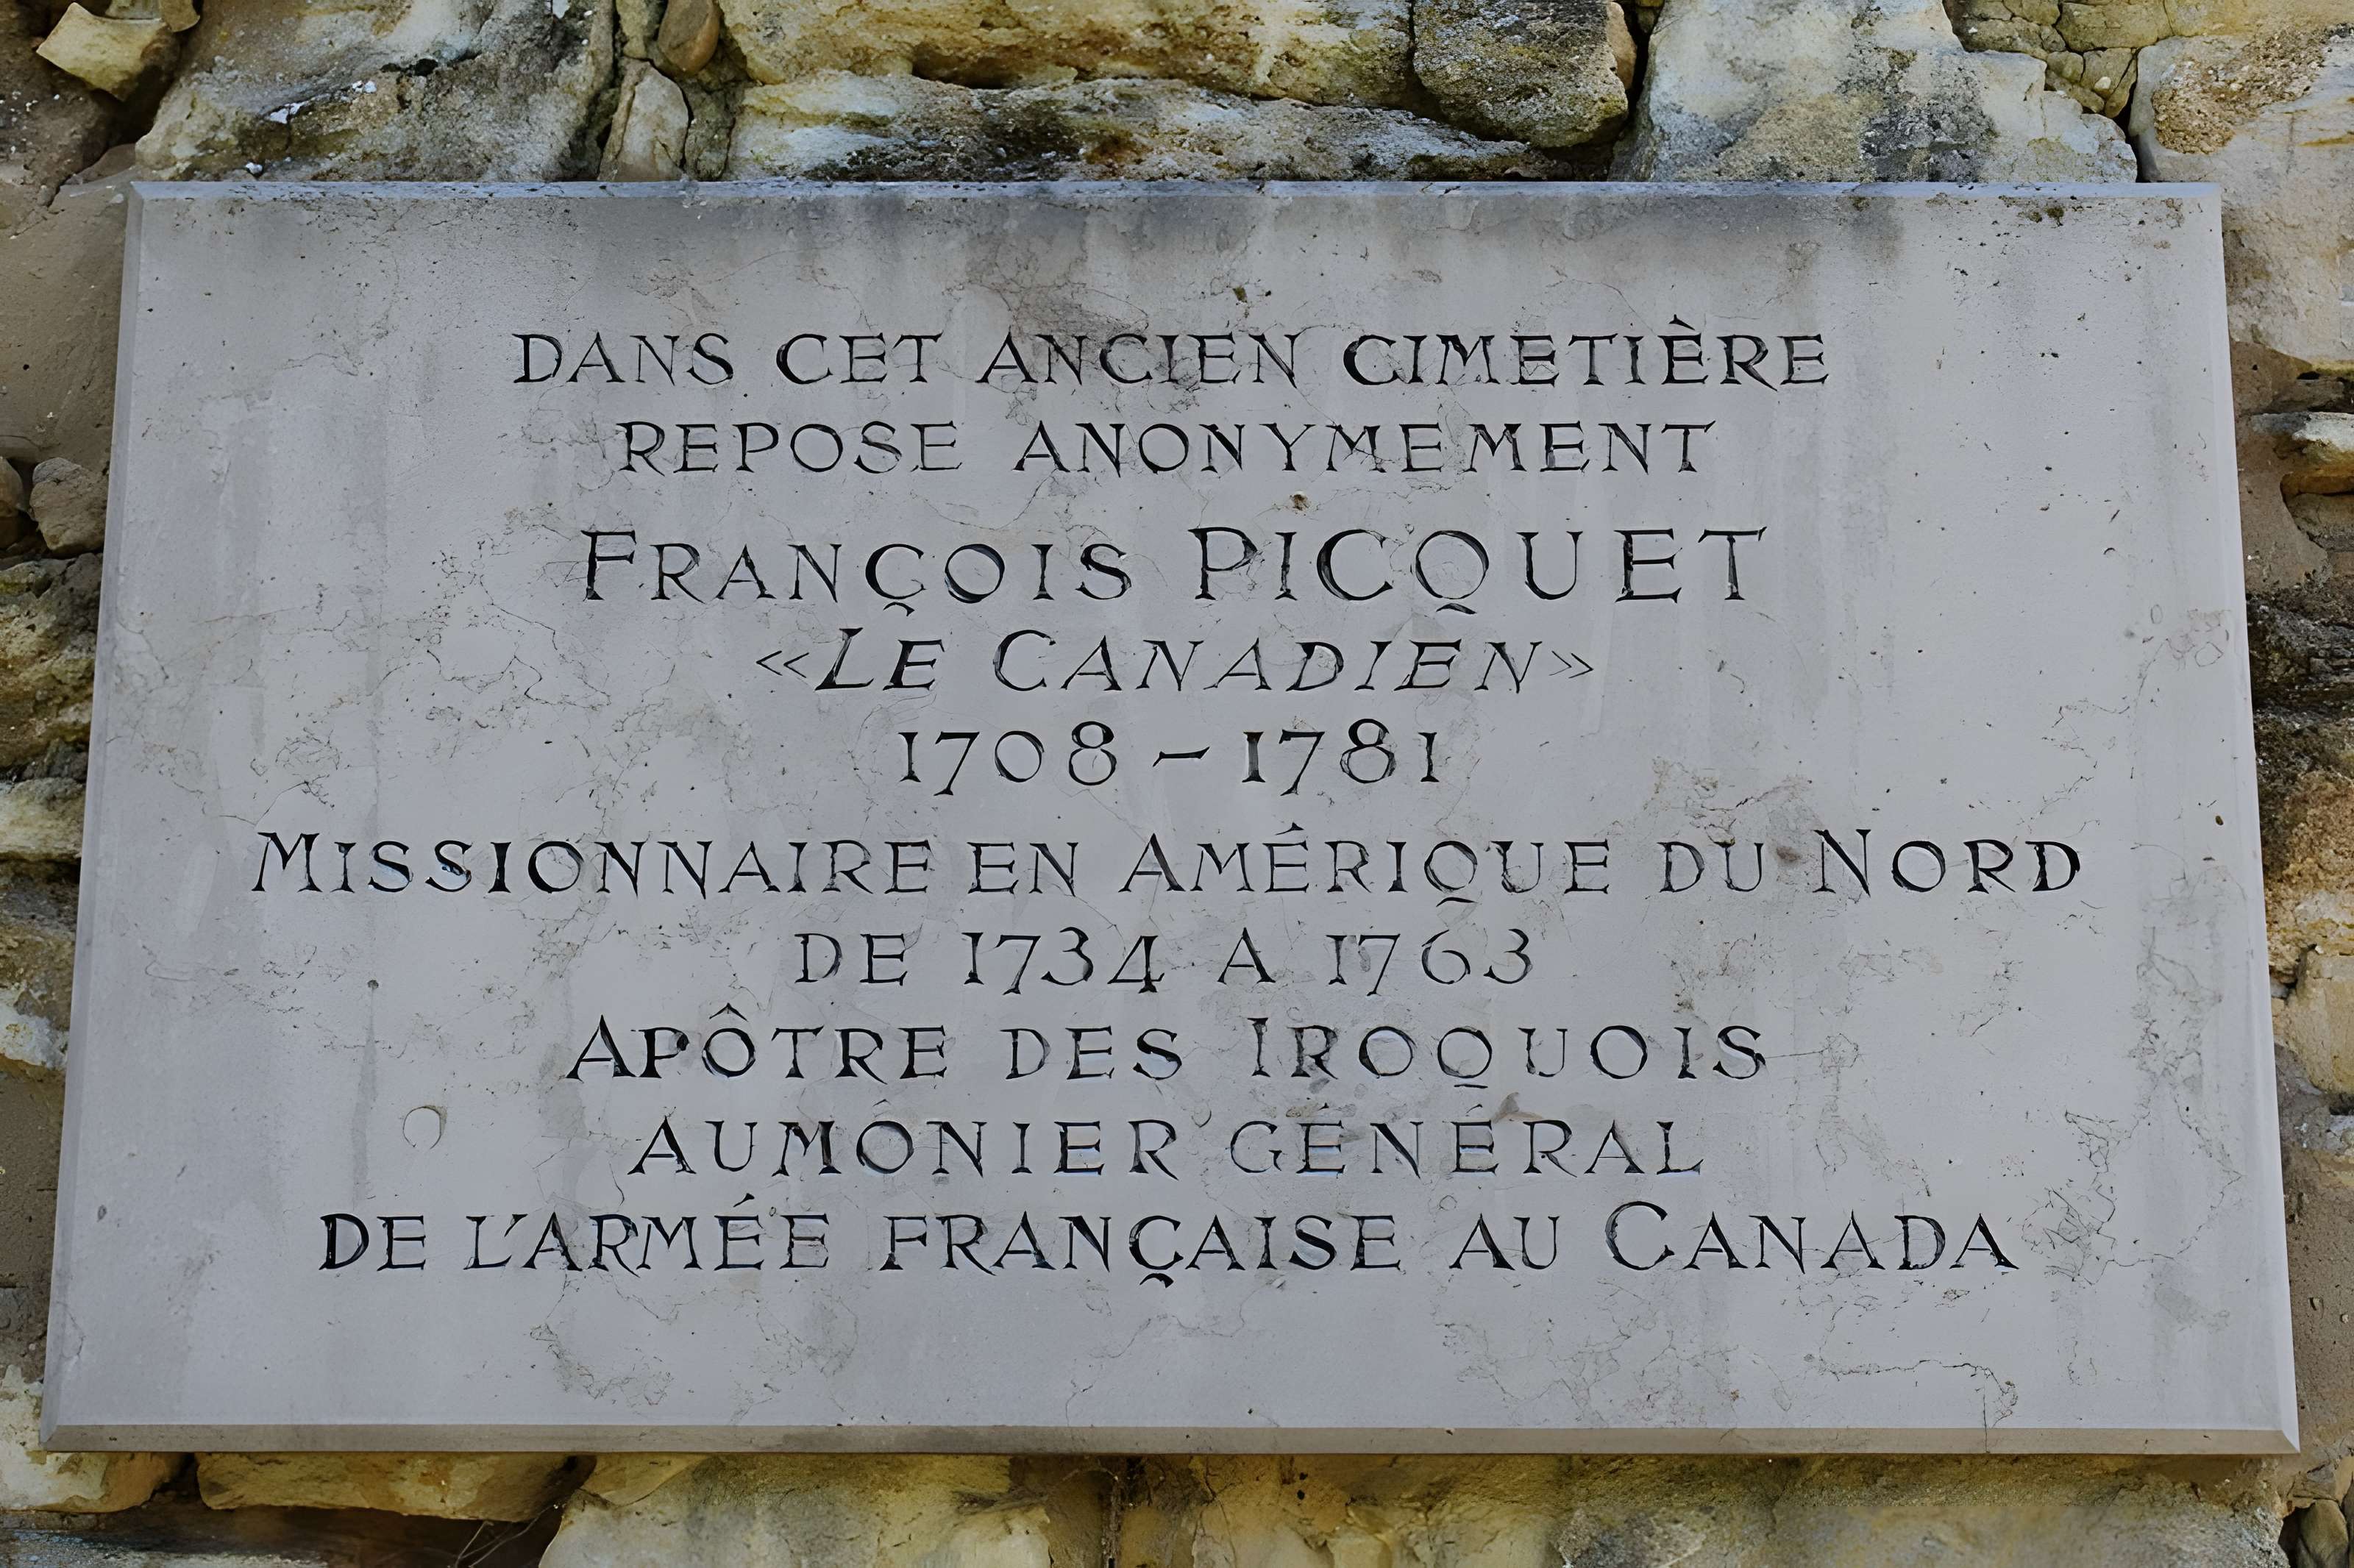 DANS CET ANCIEN CIMETIÈRE
REPOSE ANONYMEMENT
FRANÇOIS PICQUET
«LE CANADIEN»
1708 – 1781
MISSIONNAIRE EN AMÉRIQUE DU NORD
DE 1734 A 1763
APÔTRE DES IROQUOIS
AUMÔNIER GÉNÉRAL
DE L'ARMÉE FRANÇAISE AU CANADA